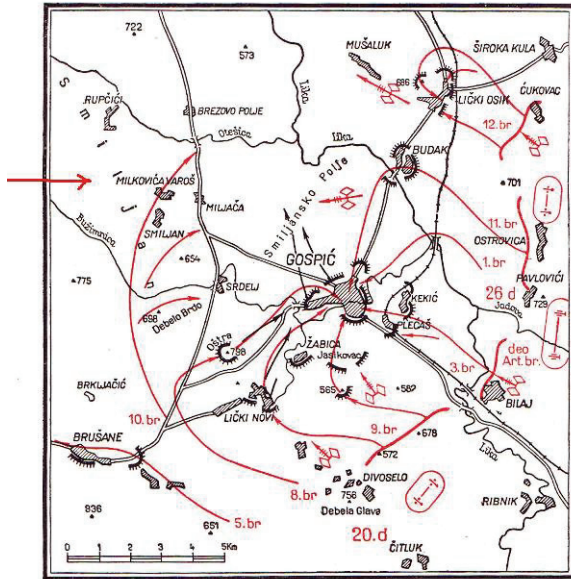 722
573
MUŠALUK
ŠIROKA KULA
Smiljan
Lika
686
ČUKOVAC
RUPČIĆI
BREZOVO POLJE
LIČKI OSIK
Otešica
Lika
12.br
BUDAK
Smiljansko Polje
701
MILKOVIĆA VAROŠ
MILJAČA
11.br
SMILJAN
OSTROVICA
Bužimnica
GOSPIĆ
1.br
654
PAVLOVIĆI
775
SRDELJ
KEKIĆ
26 d
729
698
Jadova
Debelo Brdo
PLEĆAŠ
Oštra
ŽABICA
deo
798
Jasikovac
3.br
Art.br.
565
582
BRKLJAČIĆ
BILAJ
10.br
LIČKI NOVI
9.br
678
BRUŠANE
572
Lika
8.br
DIVOSELO
756
RIBNIK
936
5.br
Debela Glava
651
20.d
ČITLUK
0 1 2 3 4 5Km